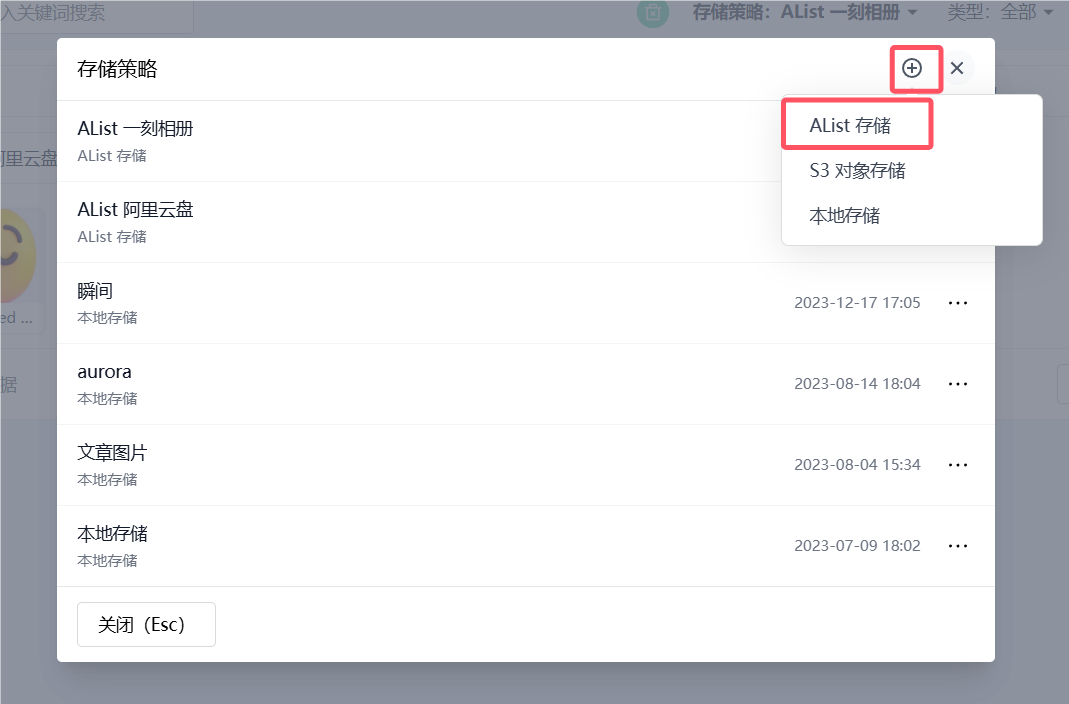 入关键词搜索
存储策略：AList 一刻相册
类型：全部
存储策略
AList 一刻相册
AList 存储
AList 存储
S3 对象存储
本地存储
AList 阿里云盘
AList 存储
里云盘
瞬间
本地存储
2023-12-17 17:05
ed ...
aurora
本地存储
2023-08-14 18:04
据
文章图片
本地存储
2023-08-04 15:34
本地存储
本地存储
2023-07-09 18:02
关闭（Esc）